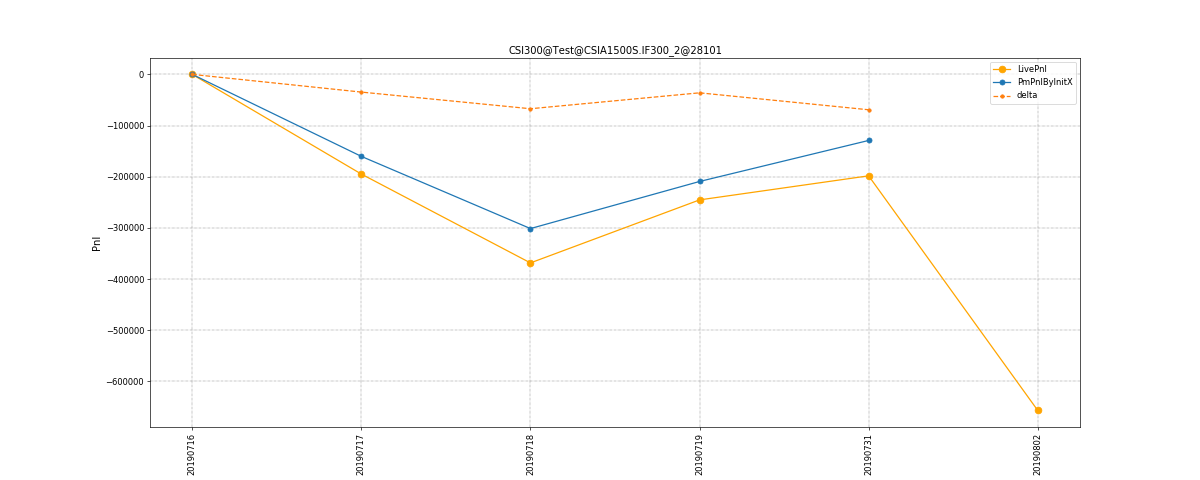 CSI300@Test@CSIA1500S.IF300_2@28101
LivePnl
PmPnlByInitX
delta
Pnl
0
−100000
−200000
−300000
−400000
−500000
−600000
20190716
20190717
20190718
20190719
20190731
20190802